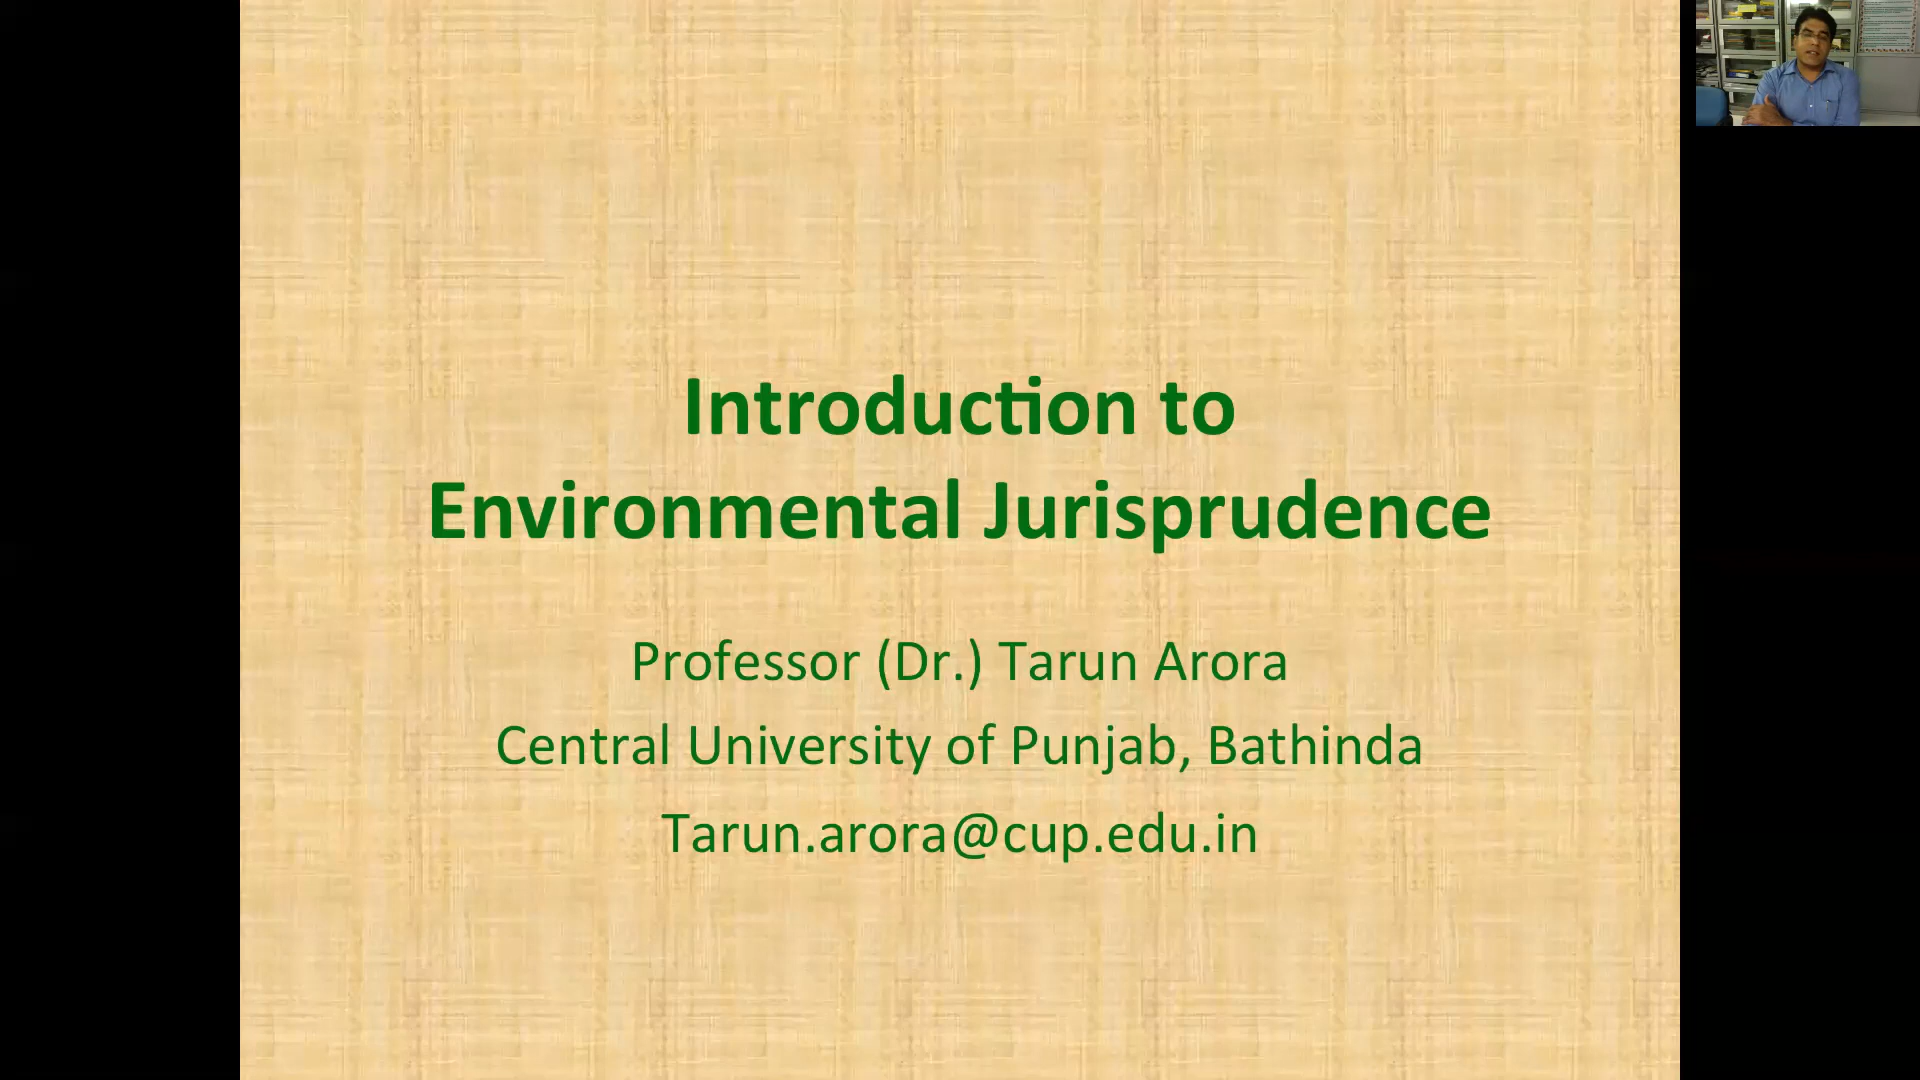 Introduction to
Environmental Jurisprudence
Professor (Dr.) Tarun Arora
Central University of Punjab, Bathinda
Tarun.arora@cup.edu.in